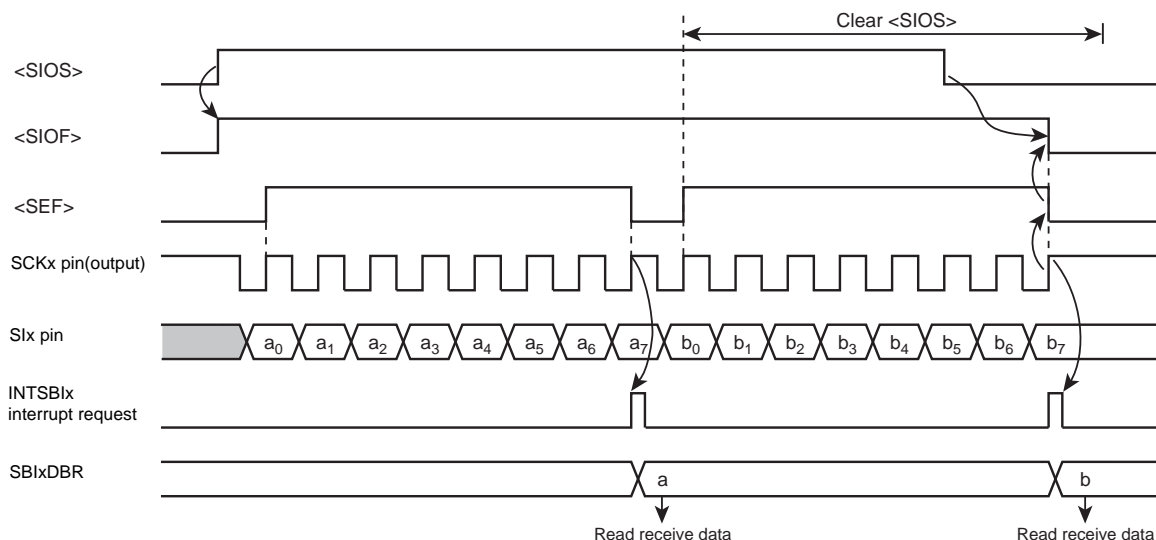 Clear <SIOS>
<SIOS>
<SIOF>
<SEF>
SCKx pin(output)
SIx pin
a0 a1 a2 a3 a4 a5 a6 a7 b0 b1 b2 b3 b4 b5 b6 b7
INTSBIx
interrupt request
SBIxDBR
a b
Read receive data Read receive data